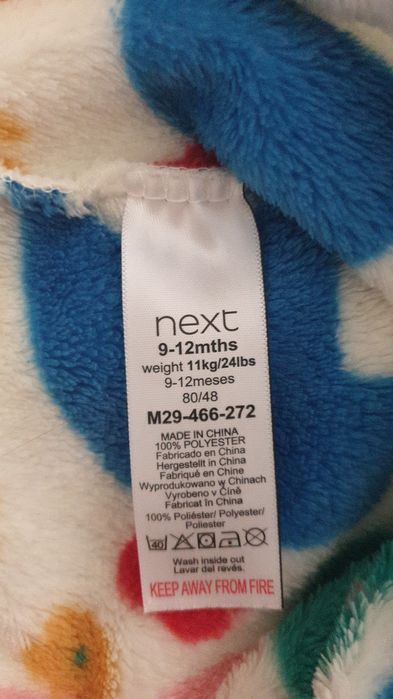 next
9-12mths
weight 11kg/24lbs
9-12meses
80/48
M29-466-272
MADE IN CHINA
100% POLYESTER
Fabricado en China
Hergestellt in China
Fabriqué en Chine
Wyprodukowano w Chinach
Vyrobeno v Číně
Fabricat în China
100% Poliéster/ Polyester/
Poliester
40
Wash inside out
Lavar del revés.
KEEP AWAY FROM FIRE